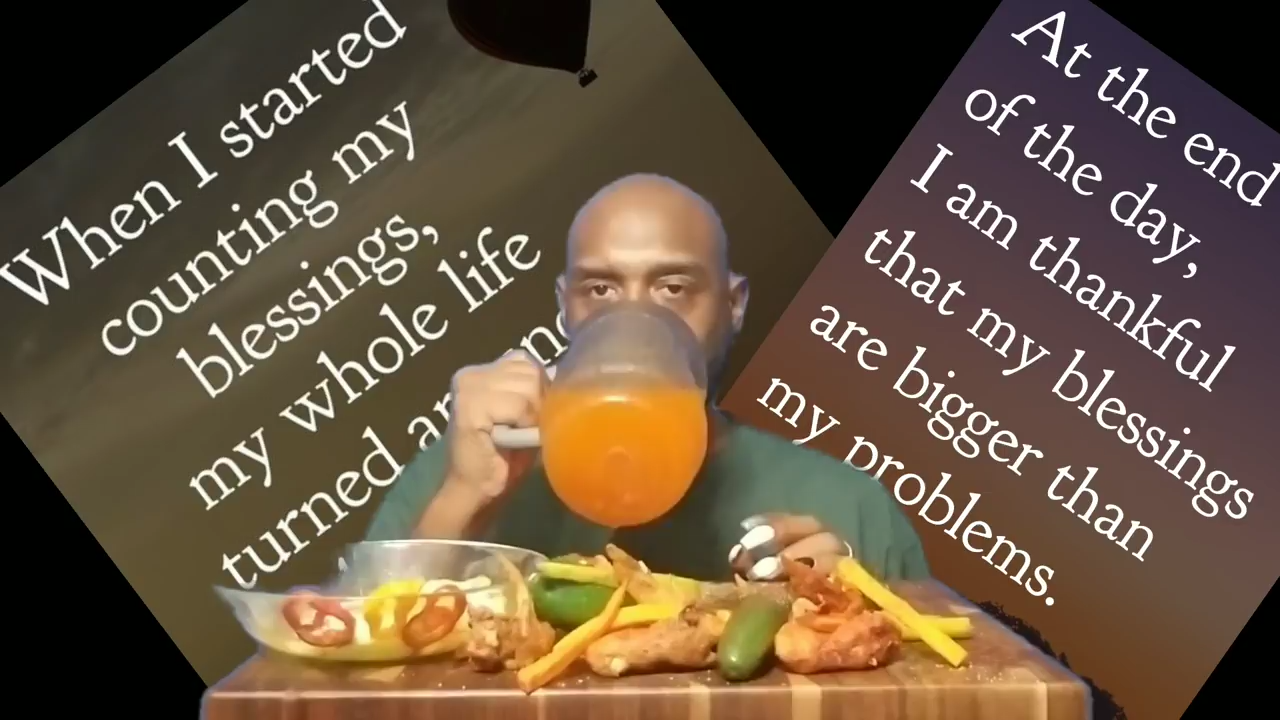 When I started
counting my
blessings,
my whole life
turned
At the end
of the day,
I am thankful
that my blessings
are bigger than
my problems.